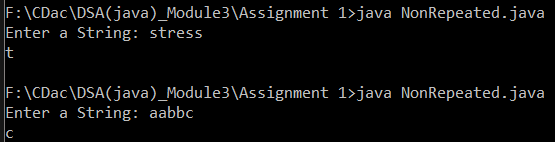 F:\CDac\DSA(java)_Module3\Assignment 1>java NonRepeated.java
Enter a String: stress
t
F:\CDac\DSA(java)_Module3\Assignment 1>java NonRepeated.java
Enter a String: aabbc
c